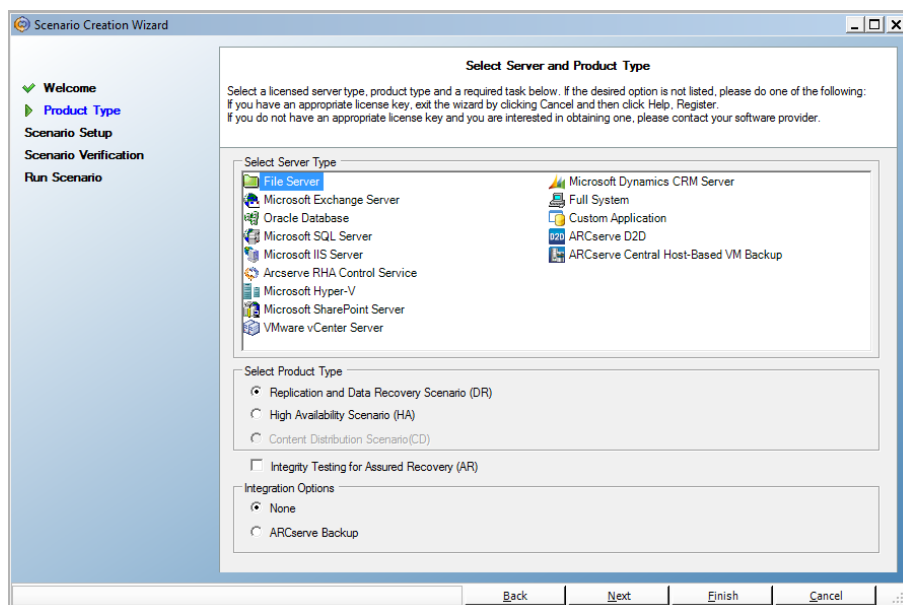 Scenario Creation Wizard
Welcome
Product Type
Scenario Setup
Scenario Verification
Run Scenario
Select Server and Product Type
Select a licensed server type, product type and a required task below. If the desired option is not listed, please do one of the following:
If you have an appropriate license key, exit the wizard by clicking Cancel and then click Help, Register.
If you do not have an appropriate license key and you are interested in obtaining one, please contact your software provider.
Select Server Type
File Server
Microsoft Exchange Server
Oracle Database
Microsoft SQL Server
Microsoft IIS Server
Arcserve RHA Control Service
Microsoft Hyper-V
Microsoft SharePoint Server
VMware vCenter Server
Microsoft Dynamics CRM Server
Full System
Custom Application
D2D ARCserve D2D
ARCserve Central Host-Based VM Backup
Select Product Type
Replication and Data Recovery Scenario (DR)
High Availability Scenario (HA)
Content Distribution Scenario(CD)
Integrity Testing for Assured Recovery (AR)
Integration Options
None
ARCserve Backup
Back
Next
Finish
Cancel